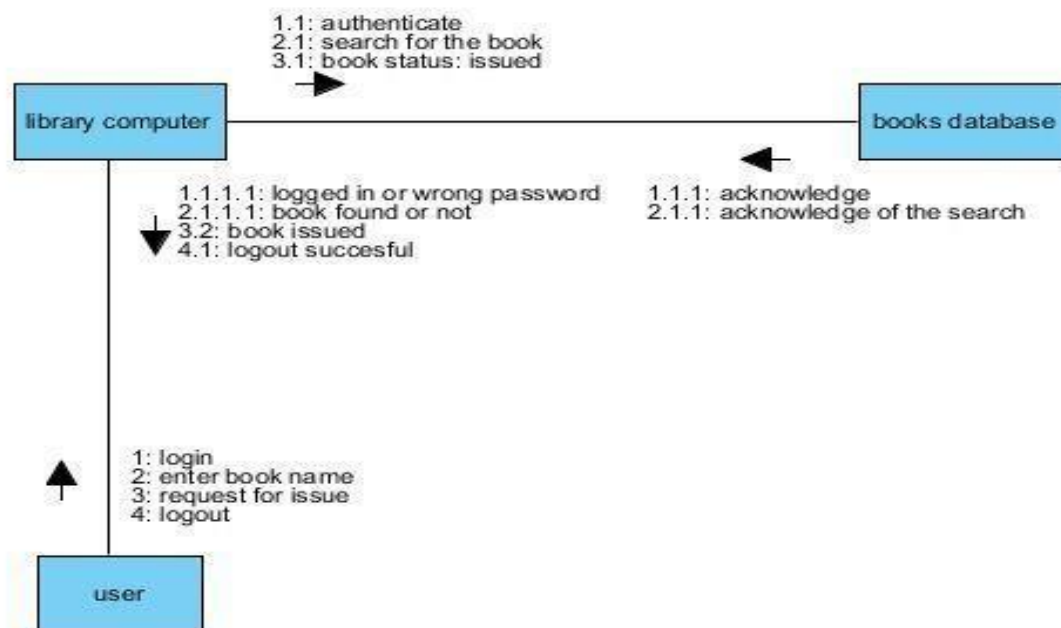 1.1: authenticate
2.1: search for the book
3.1: book status: issued
library computer
books database
1.1.1.1: logged in or wrong password
2.1.1.1: book found or not
3.2: book issued
4.1: logout succesful
1.1.1: acknowledge
2.1.1: acknowledge of the search
1: login
2: enter book name
3: request for issue
4: logout
user